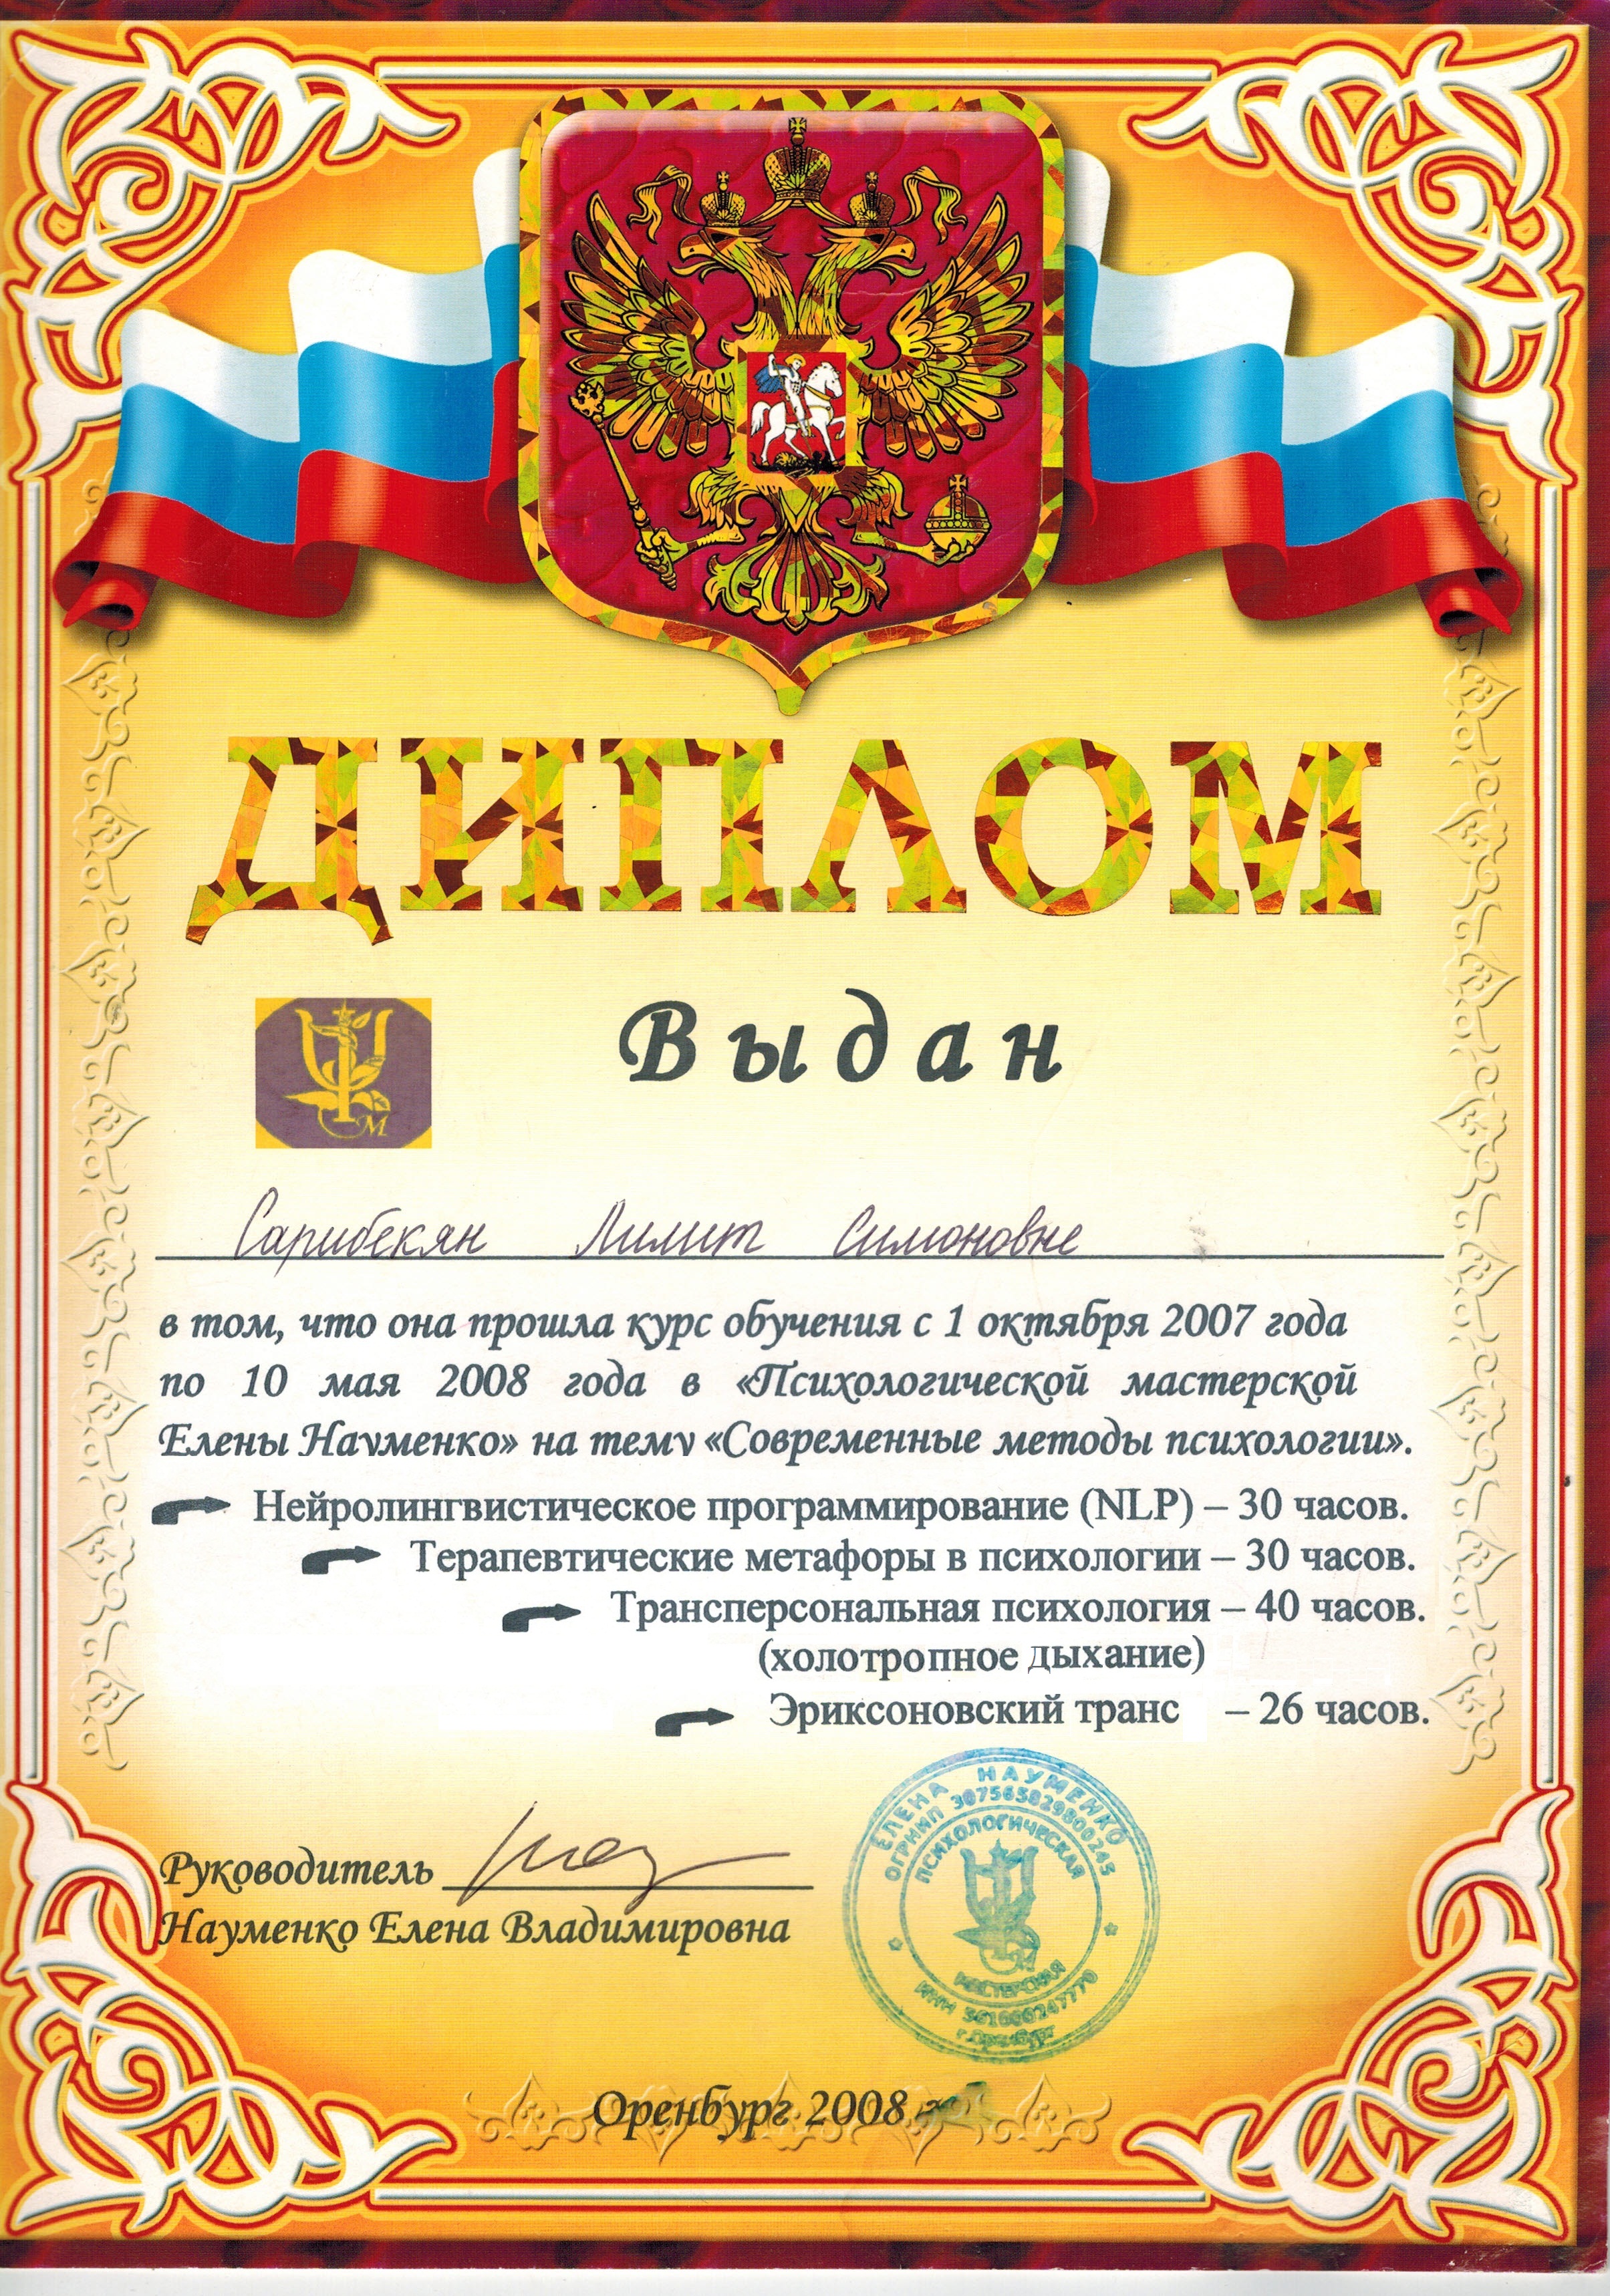 ДИПЛОМ
Выдан
М
Сарибекян Лилит Симоновне
в том, что она прошла курс обучения с 1 октября 2007 года
по 10 мая 2008 года в «Психологической мастерской
Елены Науменко» на тему «Современные методы психологии».
Нейролингвистическое программирование (NLP) – 30 часов.
Терапевтические метафоры в психологии – 30 часов.
Трансперсональная психология – 40 часов.
(холотропное дыхание)
Эриксоновский транс – 26 часов.
ЕЛЕНА НАУМЕНКО
ОГРНИП 307565829800245
ПСИХОЛОГИЧЕСКАЯ
МАСТЕРСКАЯ
ИНН
г.Оренбург
Руководитель
Науменко Елена Владимировна
Оренбург 2008